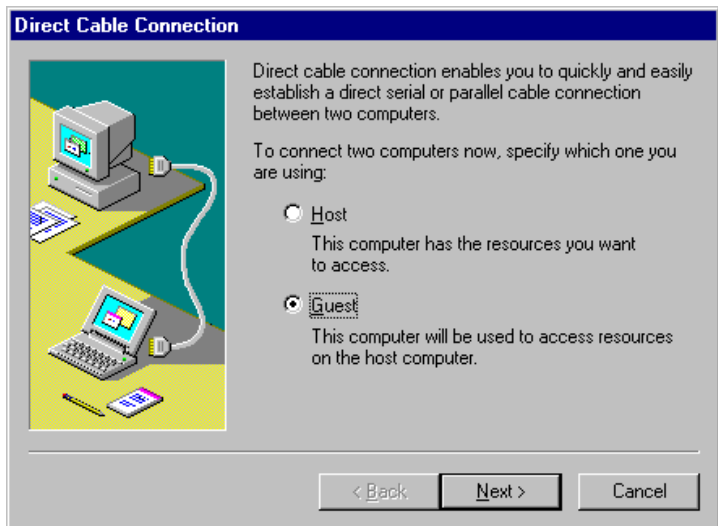 Direct Cable Connection
Direct cable connection enables you to quickly and easily
establish a direct serial or parallel cable connection
between two computers.
To connect two computers now, specify which one you
are using:
Host
This computer has the resources you want
to access.
Guest
This computer will be used to access resources
on the host computer.
< Back
Next >
Cancel